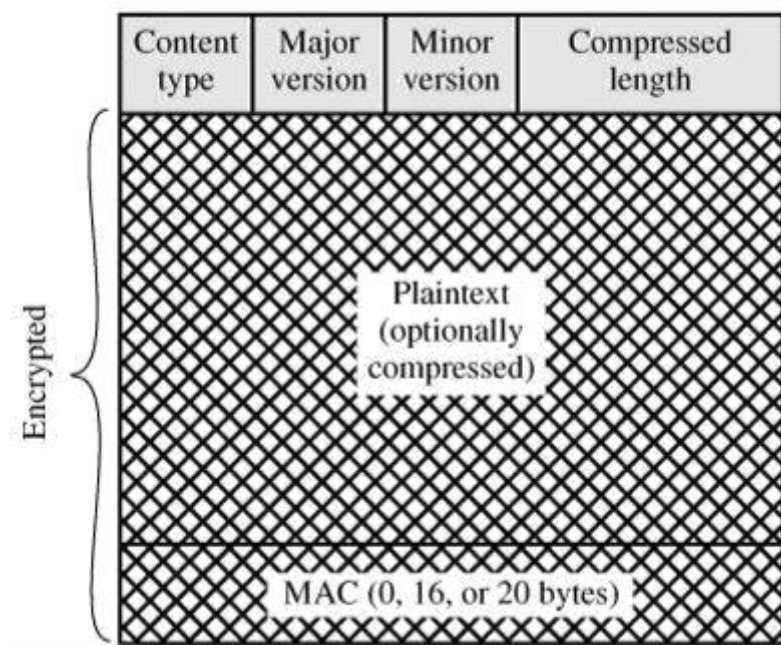 Content
type
Major
version
Minor
version
Compressed
length
Encrypted
Plaintext
(optionally
compressed)
MAC (0, 16, or 20 bytes)